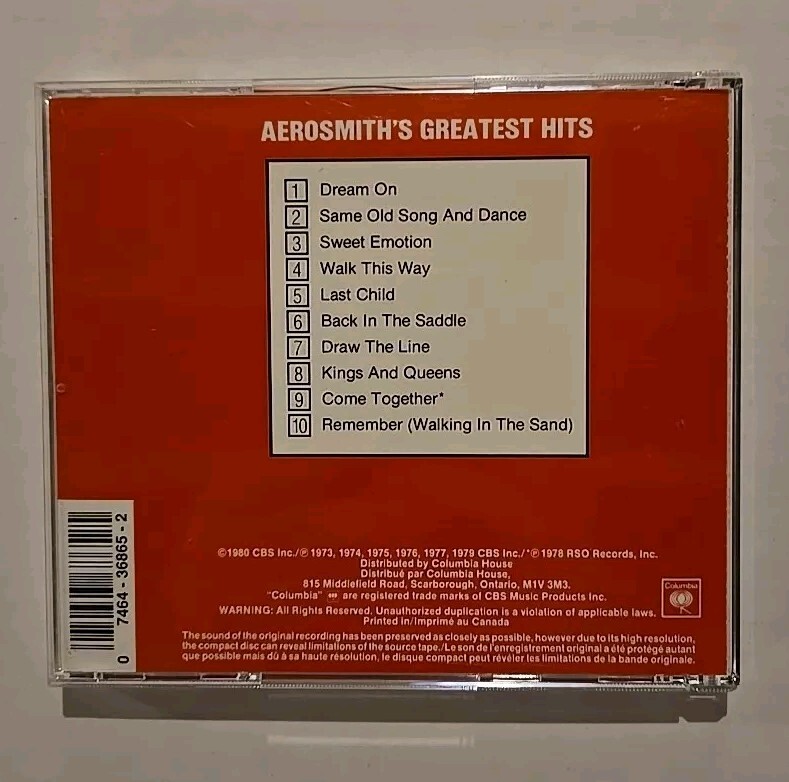 AEROSMITH'S GREATEST HITS
1 Dream On
2 Same Old Song And Dance
3 Sweet Emotion
4 Walk This Way
5 Last Child
6 Back In The Saddle
7 Draw The Line
8 Kings And Queens
9 Come Together*
10 Remember (Walking In The Sand)
0 7464 - 36865 - 2
©1980 CBS Inc./℗ 1973, 1974, 1975, 1976, 1977, 1979 CBS Inc./*℗ 1978 RSO Records, Inc.
Distributed by Columbia House
Distribué par Columbia House,
815 Middlefield Road, Scarborough, Ontario, M1V 3M3.
"Columbia" are registered trade marks of CBS Music Products Inc.
WARNING: All Rights Reserved. Unauthorized duplication is a violation of applicable laws.
Printed in/Imprimé au Canada
Columbia
The sound of the original recording has been preserved as closely as possible, however due to its high resolution,
the compact disc can reveal limitations of the source tape./Le son de l'enregistrement original a été protégé autant
que possible mais dû à sa haute résolution, le disque compact peut révéler les limitations de la bande originale.